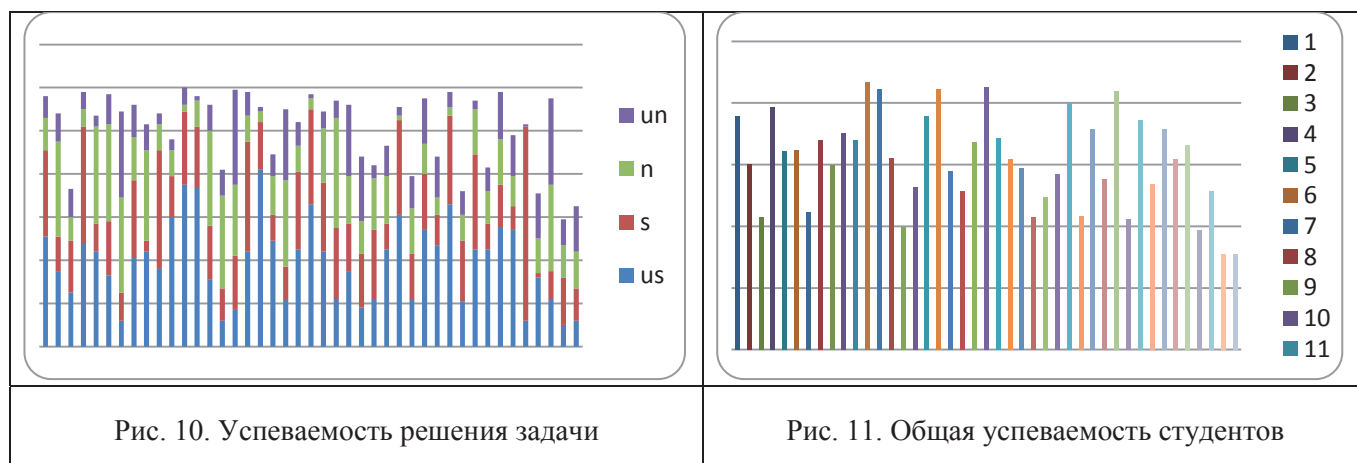 un
n
s
us
1
2
3
4
5
6
7
8
9
10
11
Рис. 10. Успеваемость решения задачи
Рис. 11. Общая успеваемость студентов